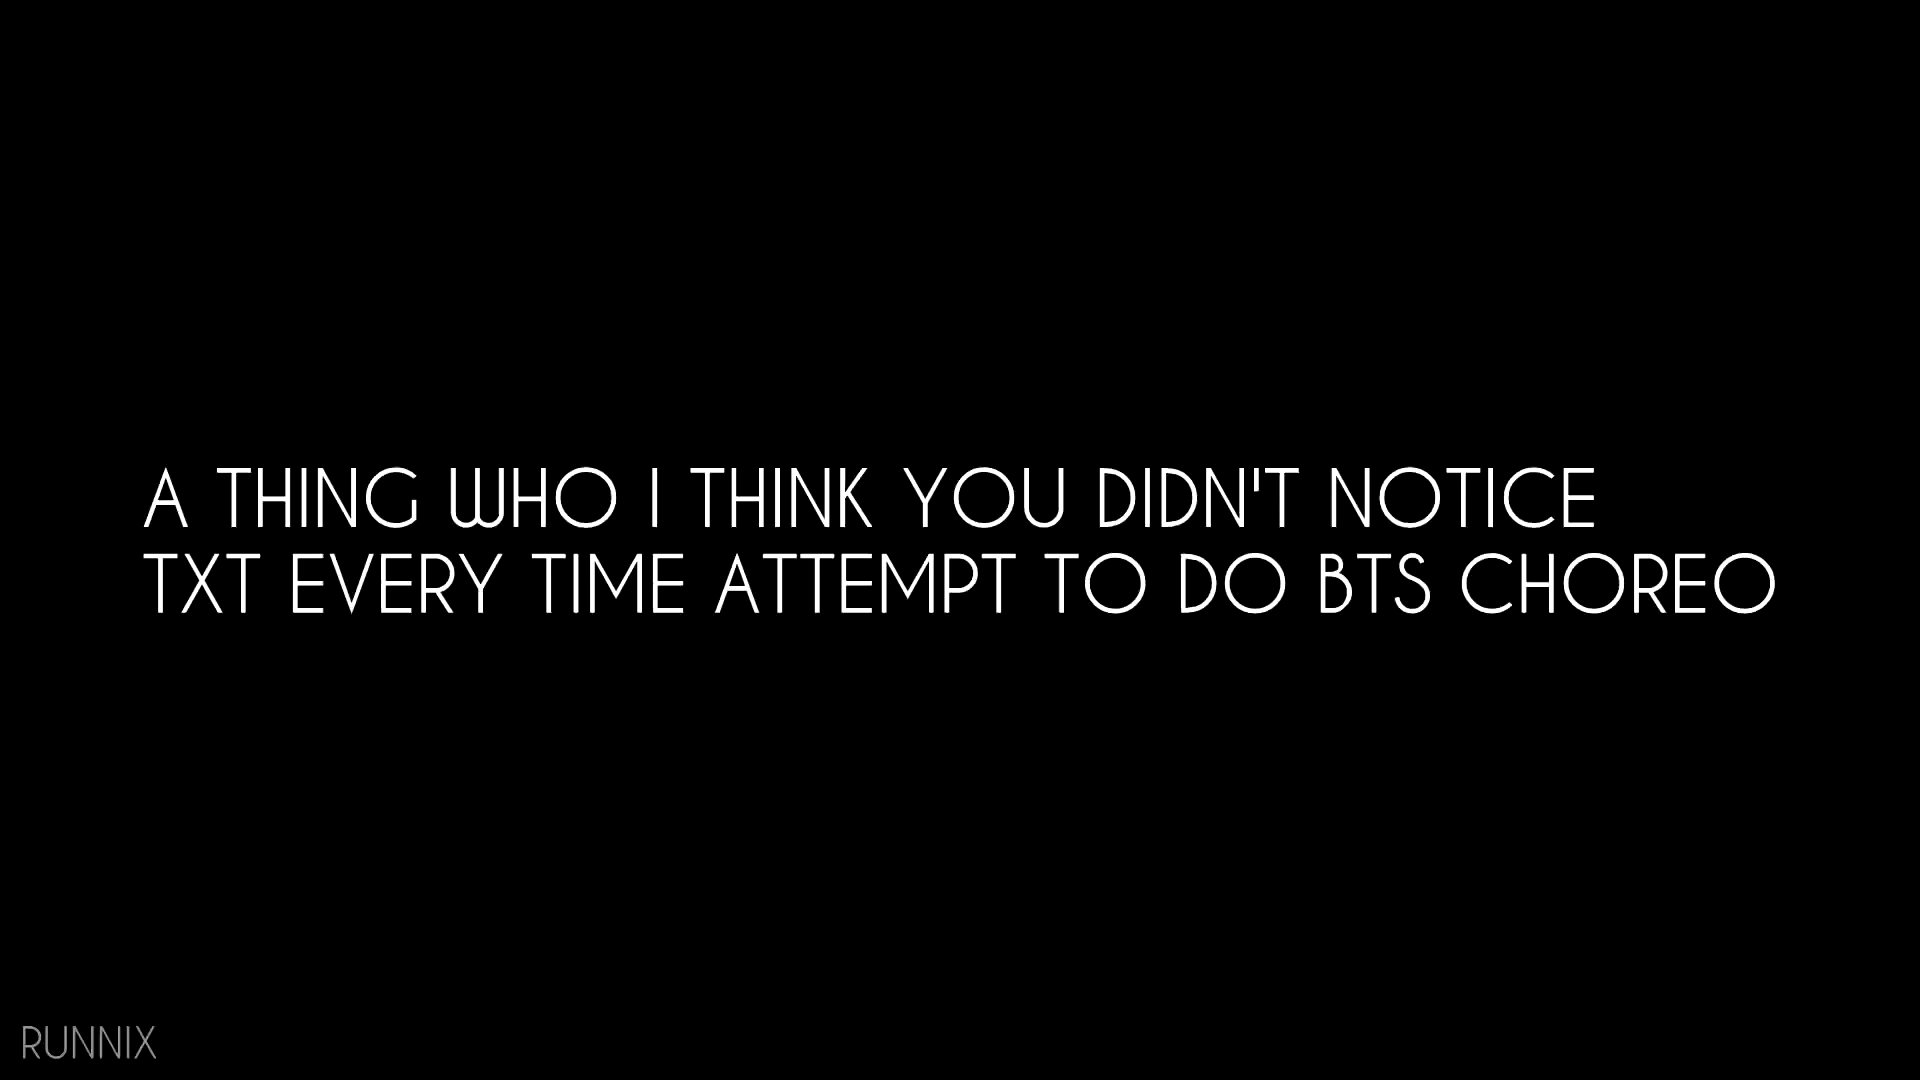 A THING WHO I THINK YOU DIDN'T NOTICE
TXT EVERY TIME ATTEMPT TO DO BTS CHOREO
RUNNIX